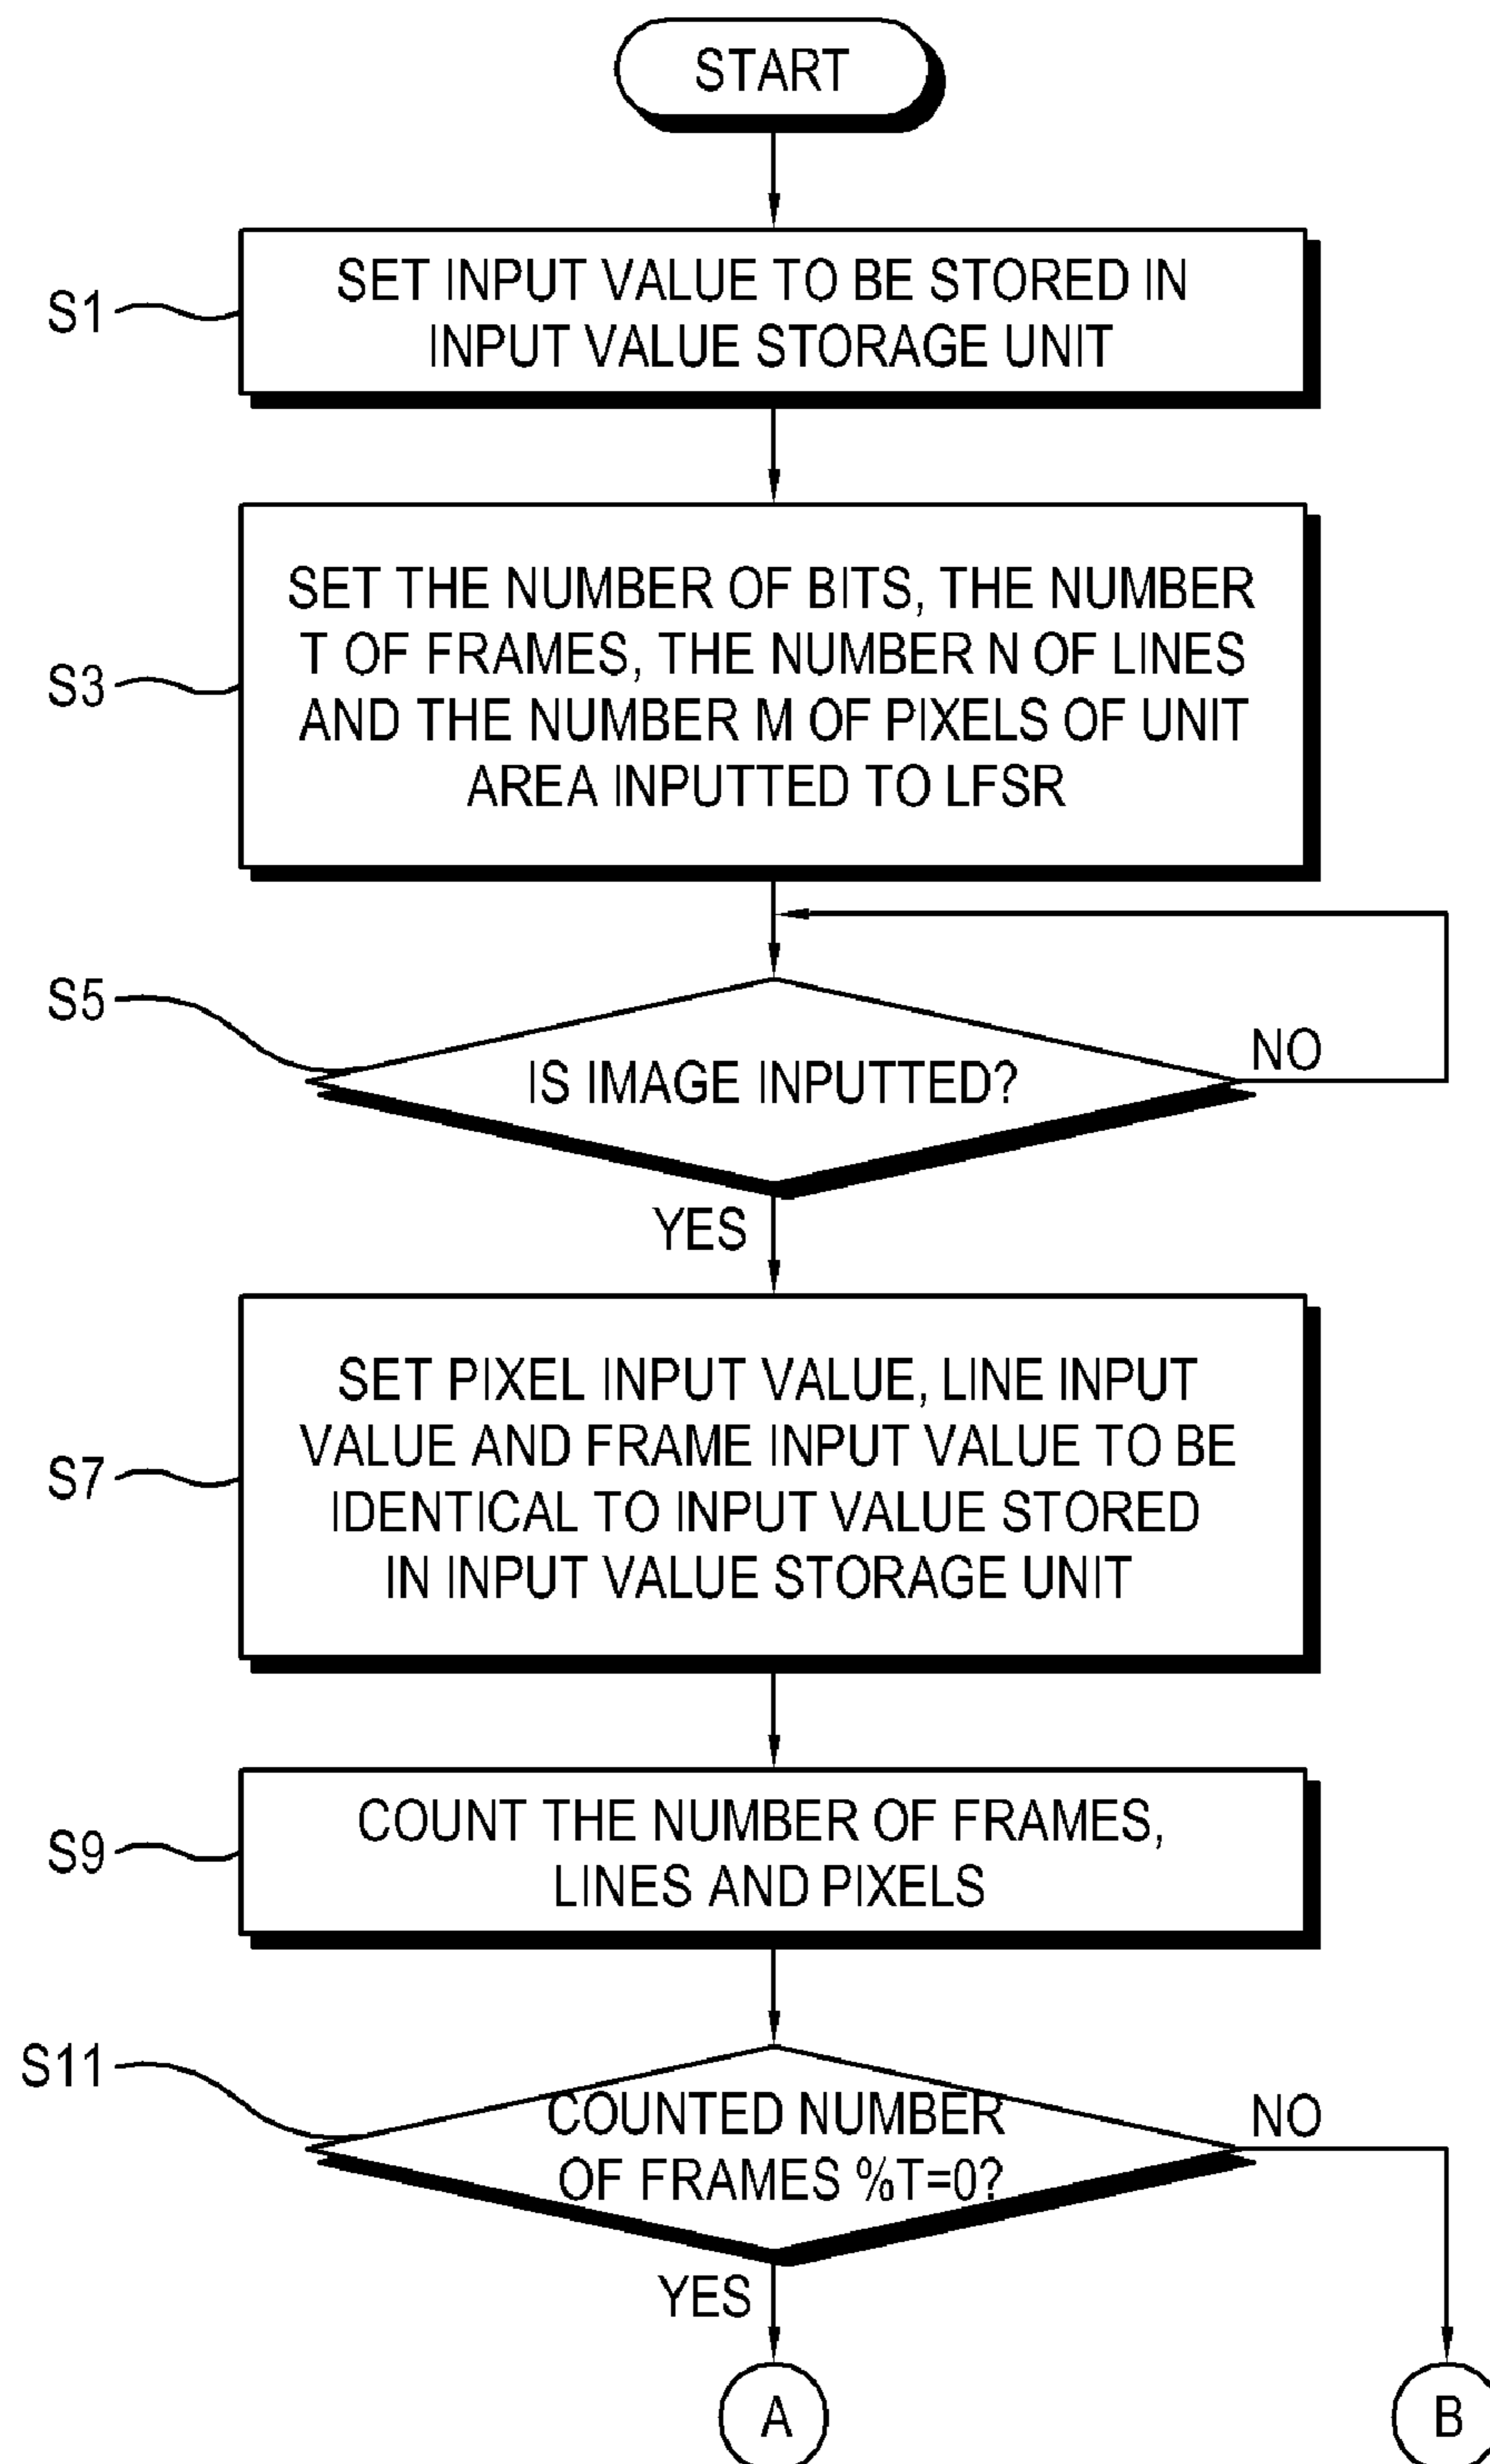 START
S1
SET INPUT VALUE TO BE STORED IN
INPUT VALUE STORAGE UNIT
S3
SET THE NUMBER OF BITS, THE NUMBER
T OF FRAMES, THE NUMBER N OF LINES
AND THE NUMBER M OF PIXELS OF UNIT
AREA INPUTTED TO LFSR
S5
IS IMAGE INPUTTED?
NO
YES
S7
SET PIXEL INPUT VALUE, LINE INPUT
VALUE AND FRAME INPUT VALUE TO BE
IDENTICAL TO INPUT VALUE STORED
IN INPUT VALUE STORAGE UNIT
S9
COUNT THE NUMBER OF FRAMES,
LINES AND PIXELS
S11
COUNTED NUMBER
OF FRAMES %T=0?
NO
YES
A
B